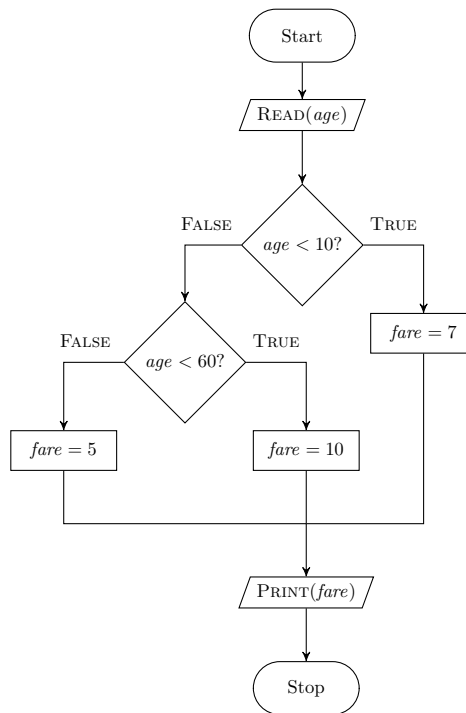 Start
READ(age)
FALSE
TRUE
age < 10?
FALSE
TRUE
fare = 7
age < 60?
fare = 5
fare = 10
PRINT(fare)
Stop